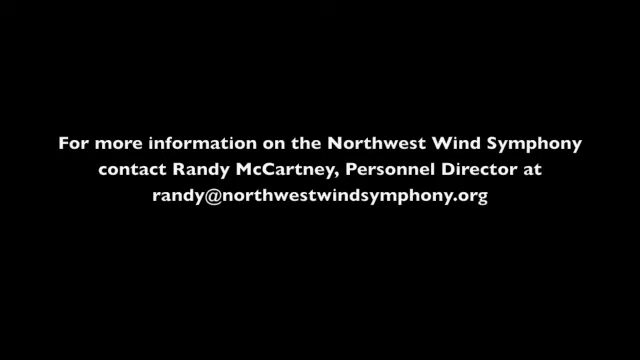 For more information on the Northwest Wind Symphony
contact Randy McCartney, Personnel Director at
randy@northwestwindsymphony.org